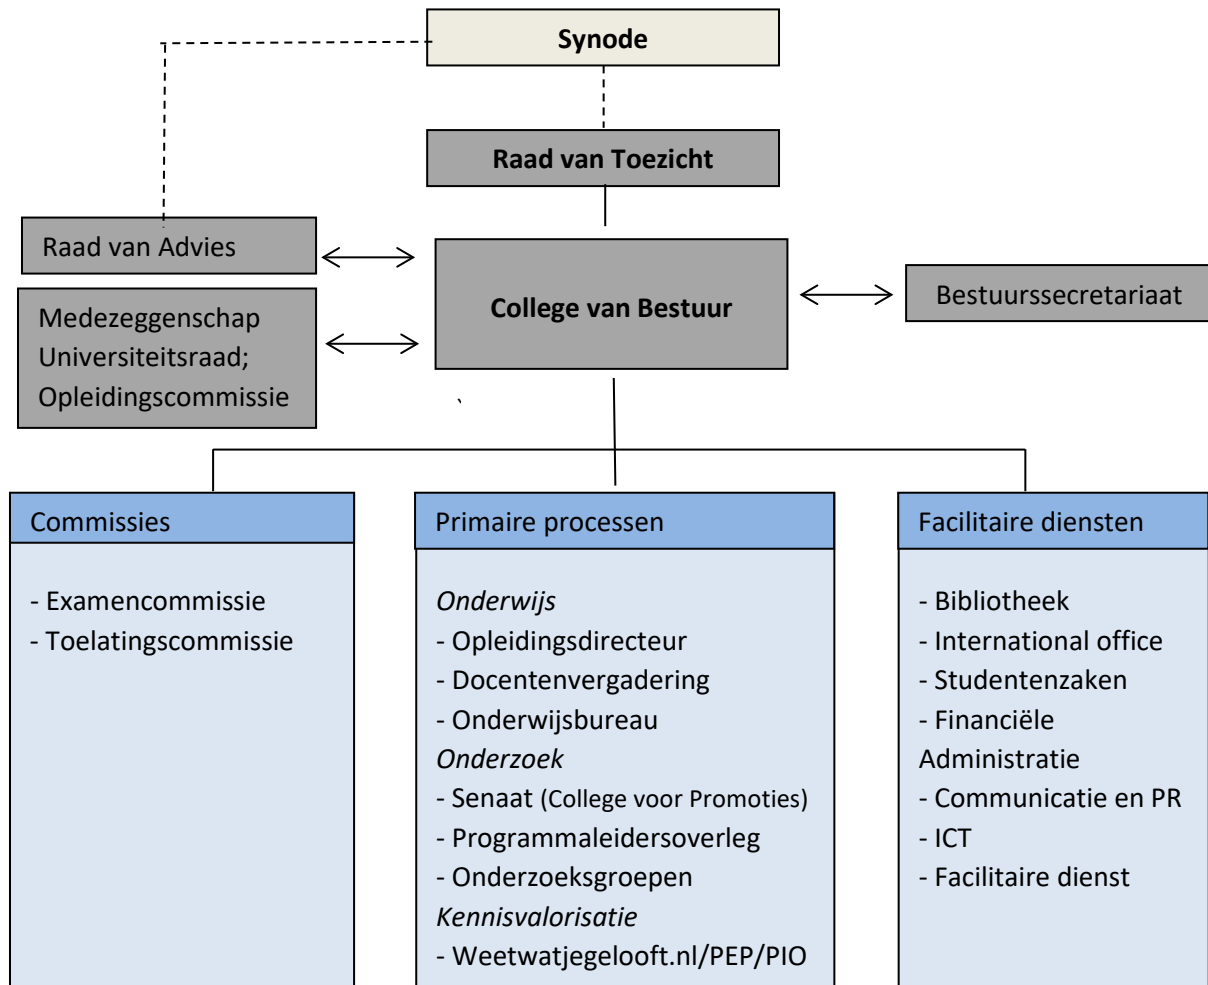 Synode
Raad van Toezicht
Raad van Advies
College van Bestuur
Bestuurssecretariaat
Medezeggenschap
Universiteitsraad;
Opleidingscommissie
`
Commissies
- Examencommissie
- Toelatingscommissie
Primaire processen
Onderwijs
- Opleidingsdirecteur
- Docentenvergadering
- Onderwijsbureau
Onderzoek
- Senaat (College voor Promoties)
- Programmaleidersoverleg
- Onderzoeksgroepen
Kennisvalorisatie
- Weetwatjegelooft.nl/PEP/PIO
Facilitaire diensten
- Bibliotheek
- International office
- Studentenzaken
- Financiële
Administratie
- Communicatie en PR
- ICT
- Facilitaire dienst